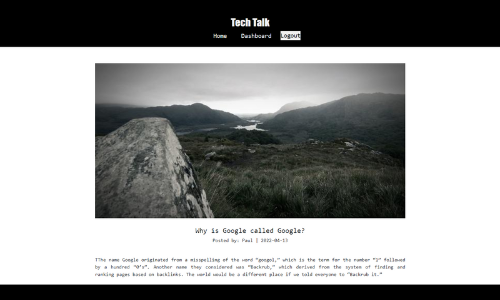 Tech Talk
Home Dashboard Logout
Why is Google called Google?
Posted by: Paul | 2022-04-13
TThe name Google originated from a misspelling of the word "googol," which is the term for the number "1" followed
by a hundred "0's". Another name they considered was "Backrub," which derived from the system of finding and
ranking pages based on backlinks. The world would be a different place if we told everyone to "Backrub it."